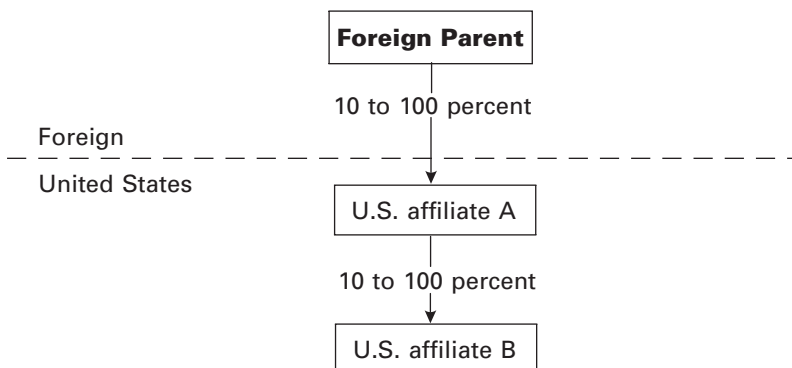 Foreign Parent
10 to 100 percent
Foreign
United States
U.S. affiliate A
10 to 100 percent
U.S. affiliate B